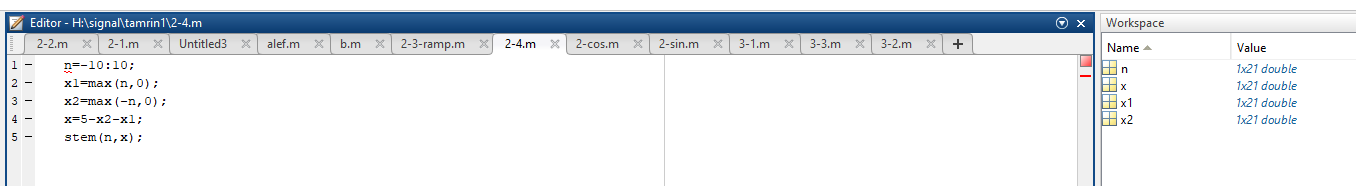 Editor - H:\signal\tamrin1\2-4.m
2-2.m 2-1.m Untitled3 alef.m b.m 2-3-ramp.m 2-4.m 2-cos.m 2-sin.m 3-1.m 3-3.m 3-2.m +
1 - n=-10:10;
2 - x1=max(n,0);
3 - x2=max(-n,0);
4 - x=5-x2-x1;
5 - stem(n,x);
Workspace
Name Value
n 1x21 double
x 1x21 double
x1 1x21 double
x2 1x21 double